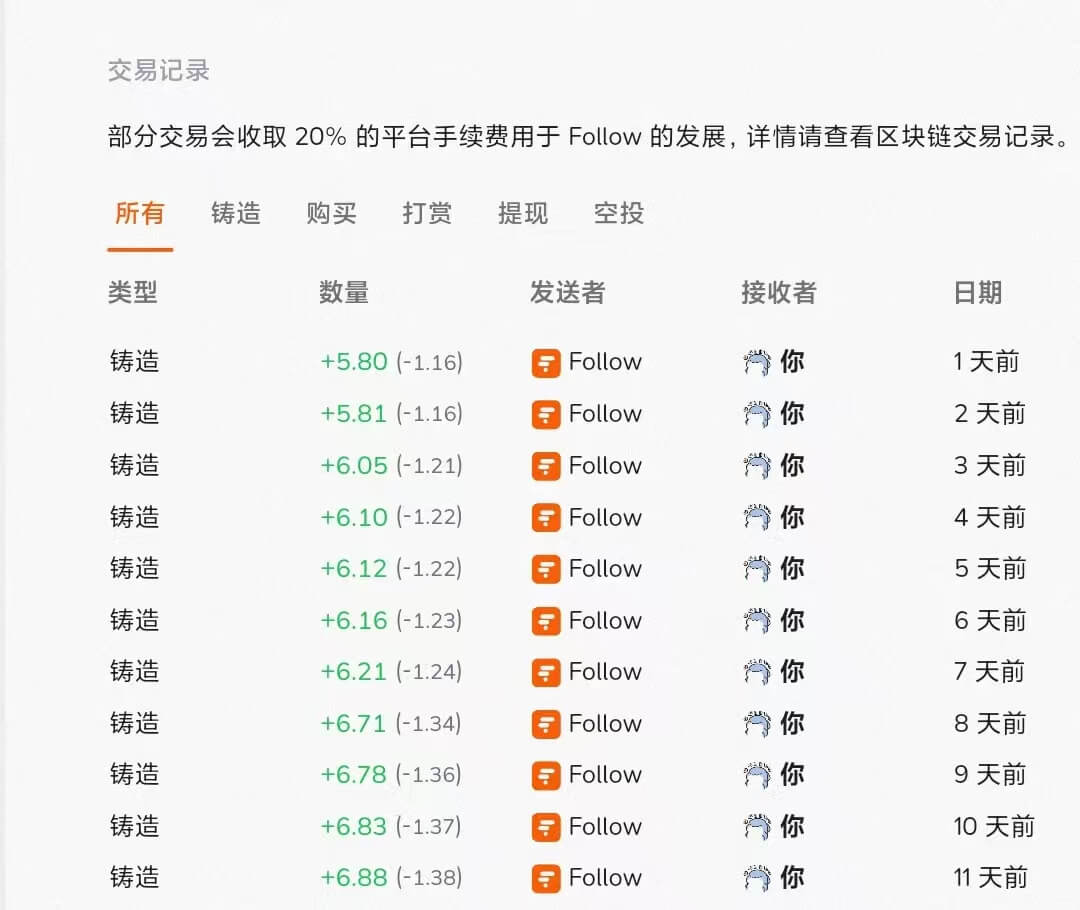 交易记录
部分交易会收取 20% 的平台手续费用于 Follow 的发展，详情请查看区块链交易记录。
所有 铸造 购买 打赏 提现 空投
类型 数量 发送者 接收者 日期
铸造 +5.80 (-1.16) Follow 你 1 天前
铸造 +5.81 (-1.16) Follow 你 2 天前
铸造 +6.05 (-1.21) Follow 你 3 天前
铸造 +6.10 (-1.22) Follow 你 4 天前
铸造 +6.12 (-1.22) Follow 你 5 天前
铸造 +6.16 (-1.23) Follow 你 6 天前
铸造 +6.21 (-1.24) Follow 你 7 天前
铸造 +6.71 (-1.34) Follow 你 8 天前
铸造 +6.78 (-1.36) Follow 你 9 天前
铸造 +6.83 (-1.37) Follow 你 10 天前
铸造 +6.88 (-1.38) Follow 你 11 天前